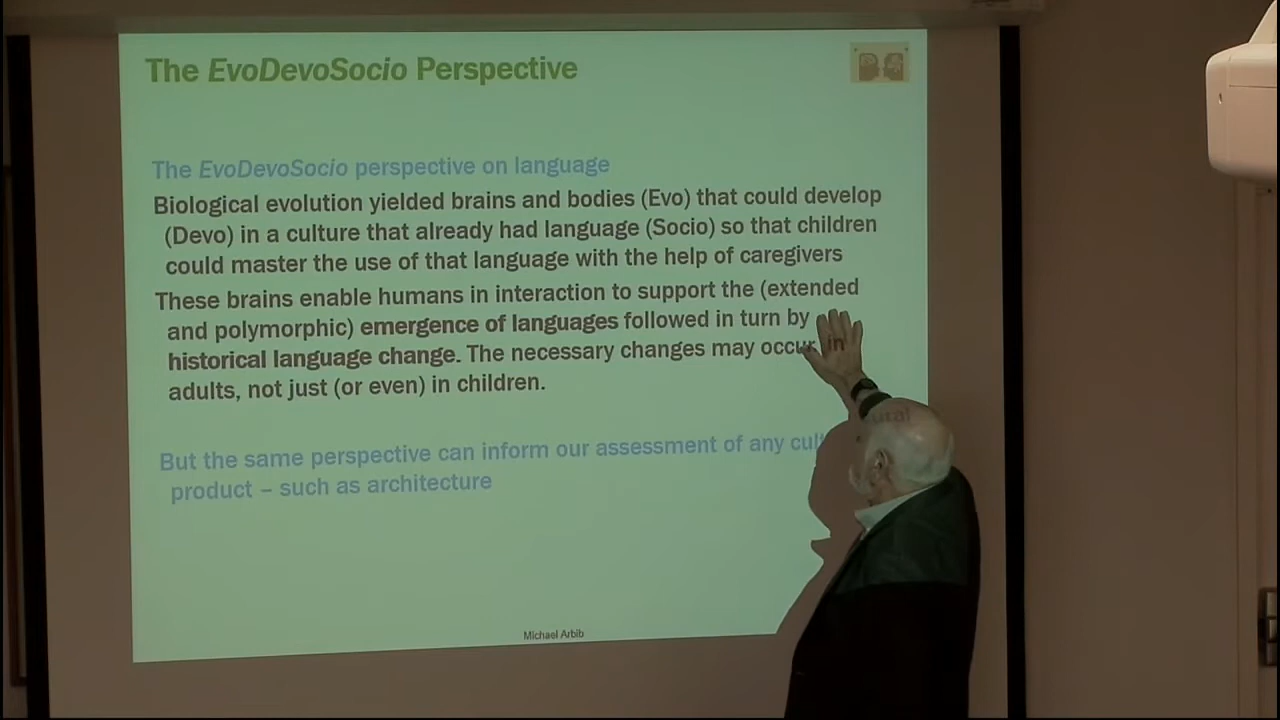 The EvoDevoSocio Perspective
The EvoDevoSocio perspective on language
Biological evolution yielded brains and bodies (Evo) that could develop
(Devo) in a culture that already had language (Socio) so that children
could master the use of that language with the help of caregivers
These brains enable humans in interaction to support the (extended
and polymorphic) emergence of languages followed in turn by
historical language change. The necessary changes may occur, in
adults, not just (or even) in children.
But the same perspective can inform our assessment of any cultural
product – such as architecture
Michael Arbib